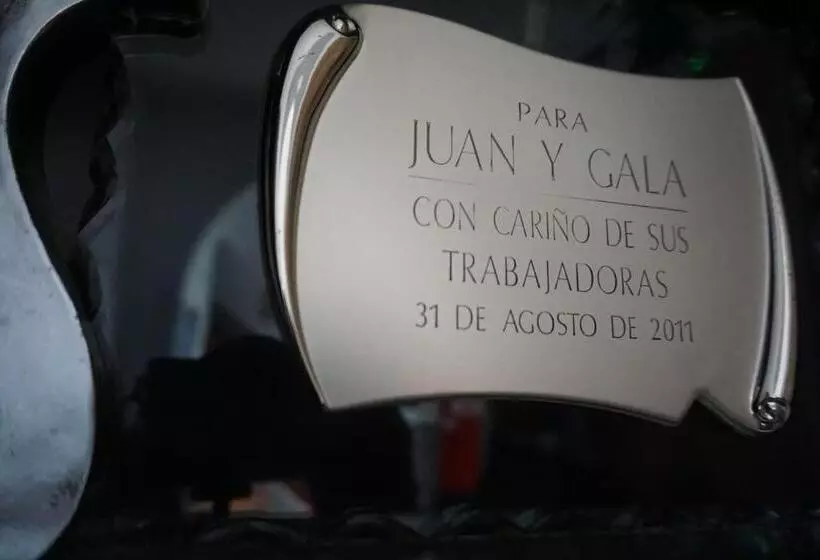 PARA
JUAN Y GALA
CON CARIÑO DE SUS
TRABAJADORAS
31 DE AGOSTO DE 2011